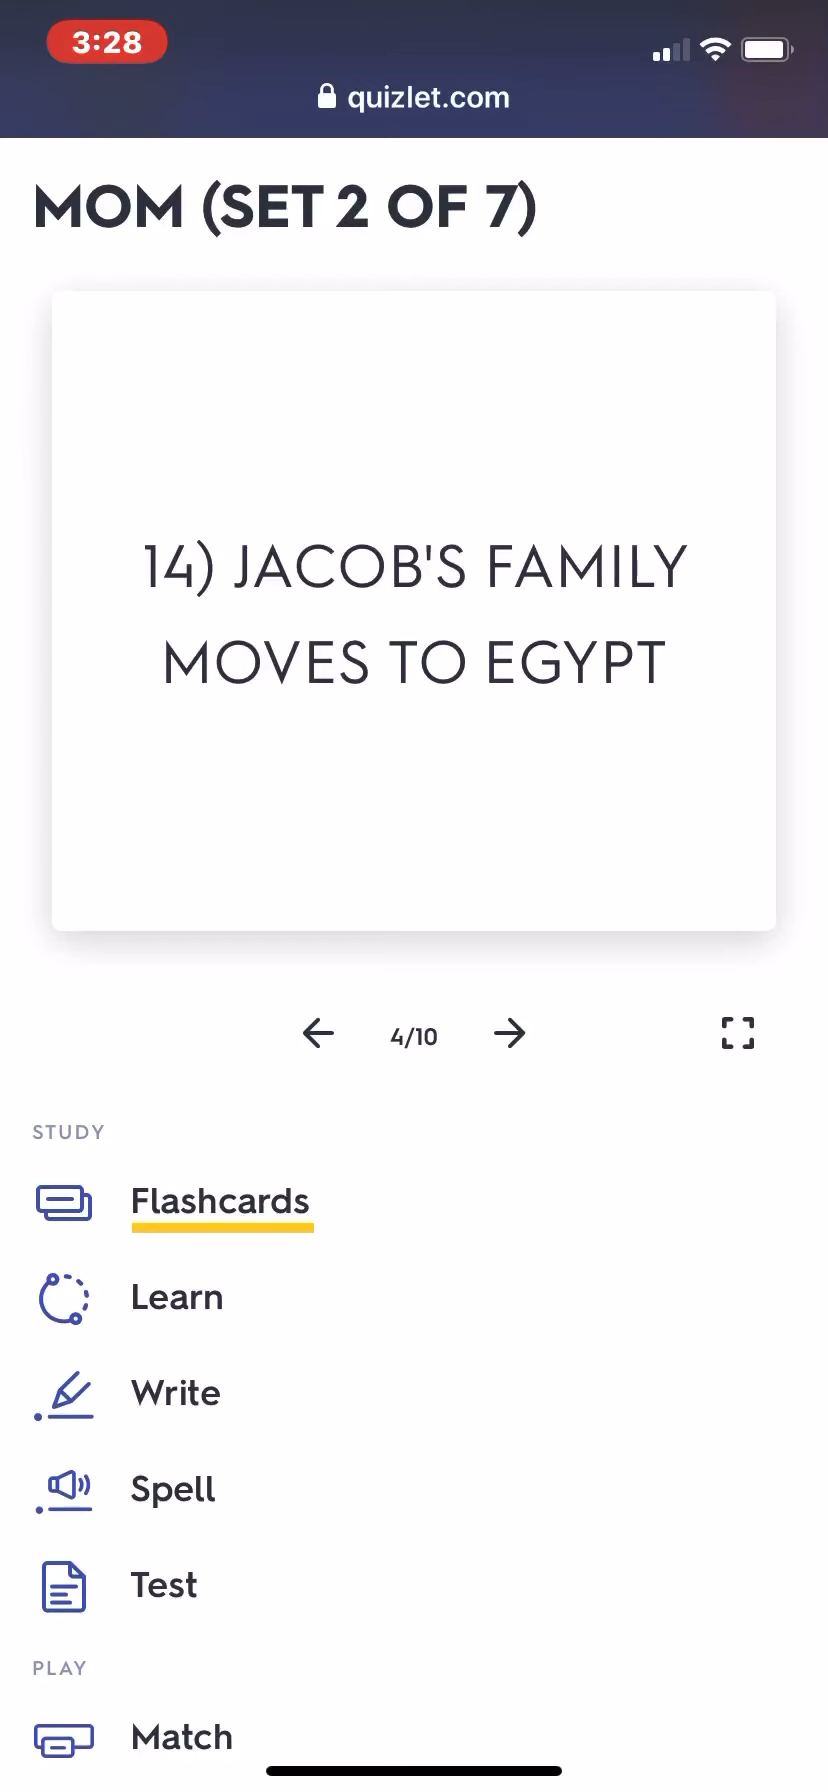 3:28
quizlet.com
MOM (SET 2 OF 7)
14) JACOB'S FAMILY
MOVES TO EGYPT
4/10
STUDY
Flashcards
Learn
Write
Spell
Test
PLAY
Match